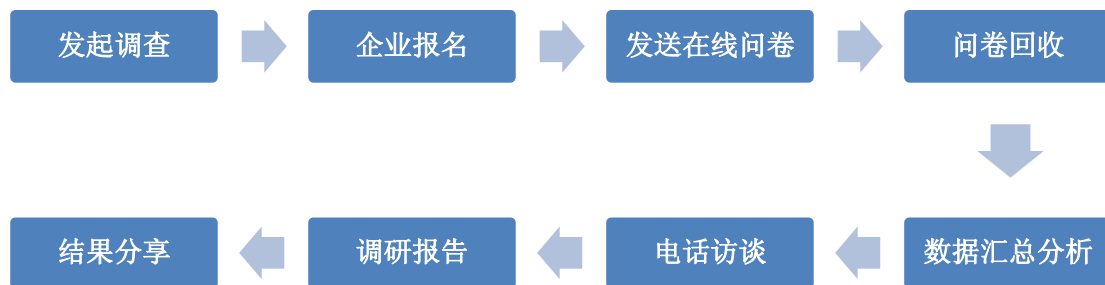 发起调查
企业报名
发送在线问卷
问卷回收
数据汇总分析
电话访谈
调研报告
结果分享